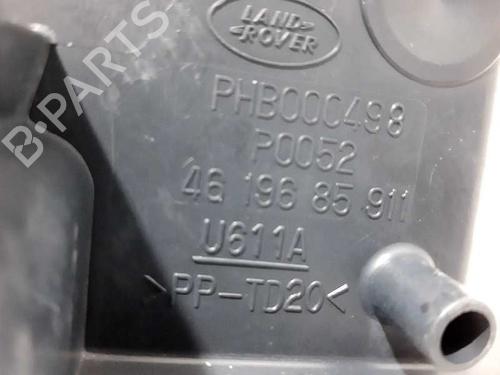 LAND
ROVER
PHB000498
P0052
46 196 85 911
U611A
>PP-TD20<
B-PARTS